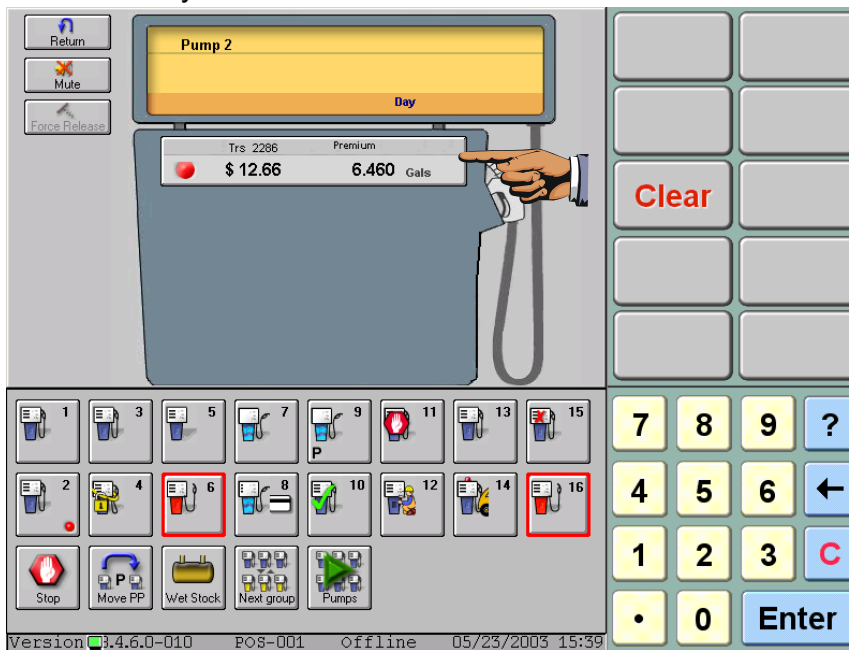 Return
Mute
Force Release
Pump 2
Day
Trs 2286 Premium
$ 12.66 6.460 Gals
Clear
1 3 5 7 9 11 13 15
P
2 4 6 8 10 12 14 16
Stop
P
Move PP
Wet Stock
Next group
Pumps
7 8 9 ?
4 5 6 ←
1 2 3 C
. 0 Enter
Version 3.4.6.0-010 POS-001 Offline 05/23/2003 15:39